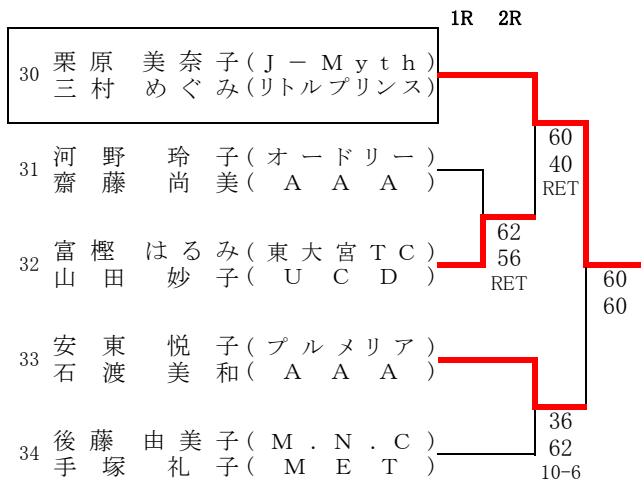 1R 2R
30 栗原 美奈子(J-Myth)
三村 めぐみ(リトルプリンス)
31 河野 玲子(オードリー)
齋藤 尚美(AAA)
32 富樫 はるみ(東大宮TC)
山田 妙子(UCD)
33 安東 悦子(プルメリア)
石渡 美和(AAA)
34 後藤 由美子(M.N.C)
手塚 礼子(MET)
62
56
RET
60
40
RET
36
62
10-6
60
60